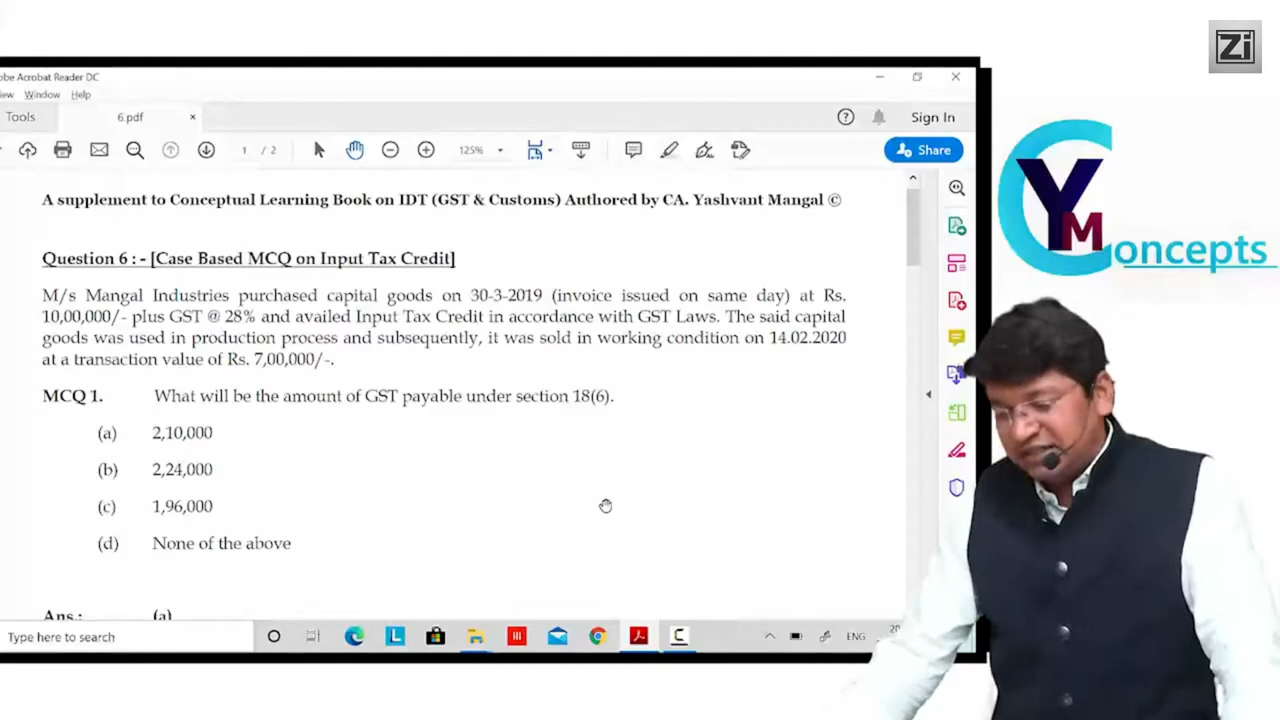 Zi
obe Acrobat Reader DC
iew Window Help
Tools 6.pdf × Sign In
1 / 2 125% Share
A supplement to Conceptual Learning Book on IDT (GST & Customs) Authored by CA. Yashvant Mangal ©
Question 6 : - [Case Based MCQ on Input Tax Credit]
M/s Mangal Industries purchased capital goods on 30-3-2019 (invoice issued on same day) at Rs.
10,00,000/- plus GST @ 28% and availed Input Tax Credit in accordance with GST Laws. The said capital
goods was used in production process and subsequently, it was sold in working condition on 14.02.2020
at a transaction value of Rs. 7,00,000/-.
MCQ 1. What will be the amount of GST payable under section 18(6).
(a) 2,10,000
(b) 2,24,000
(c) 1,96,000
(d) None of the above
Ans.: (a)
Type here to search
ENG
20
YM Concepts